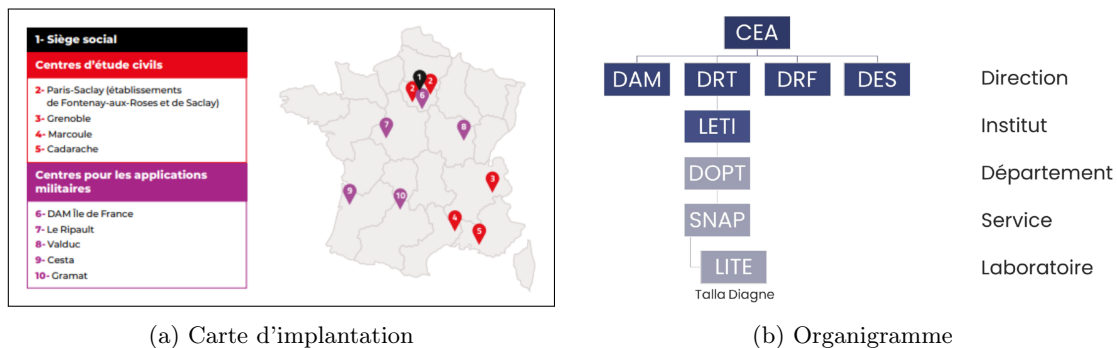 1- Siège social
Centres d'étude civils
2- Paris-Saclay (établissements
de Fontenay-aux-Roses et de Saclay)
3- Grenoble
4- Marcoule
5- Cadarache
Centres pour les applications
militaires
6- DAM Île de France
7- Le Ripault
8- Valduc
9- Cesta
10- Gramat
1
2
2
6
7
8
3
9
10
4
5
(a) Carte d'implantation
CEA
DAM DRT DRF DES Direction
LETI Institut
DOPT Département
SNAP Service
LITE Laboratoire
Talla Diagne
(b) Organigramme